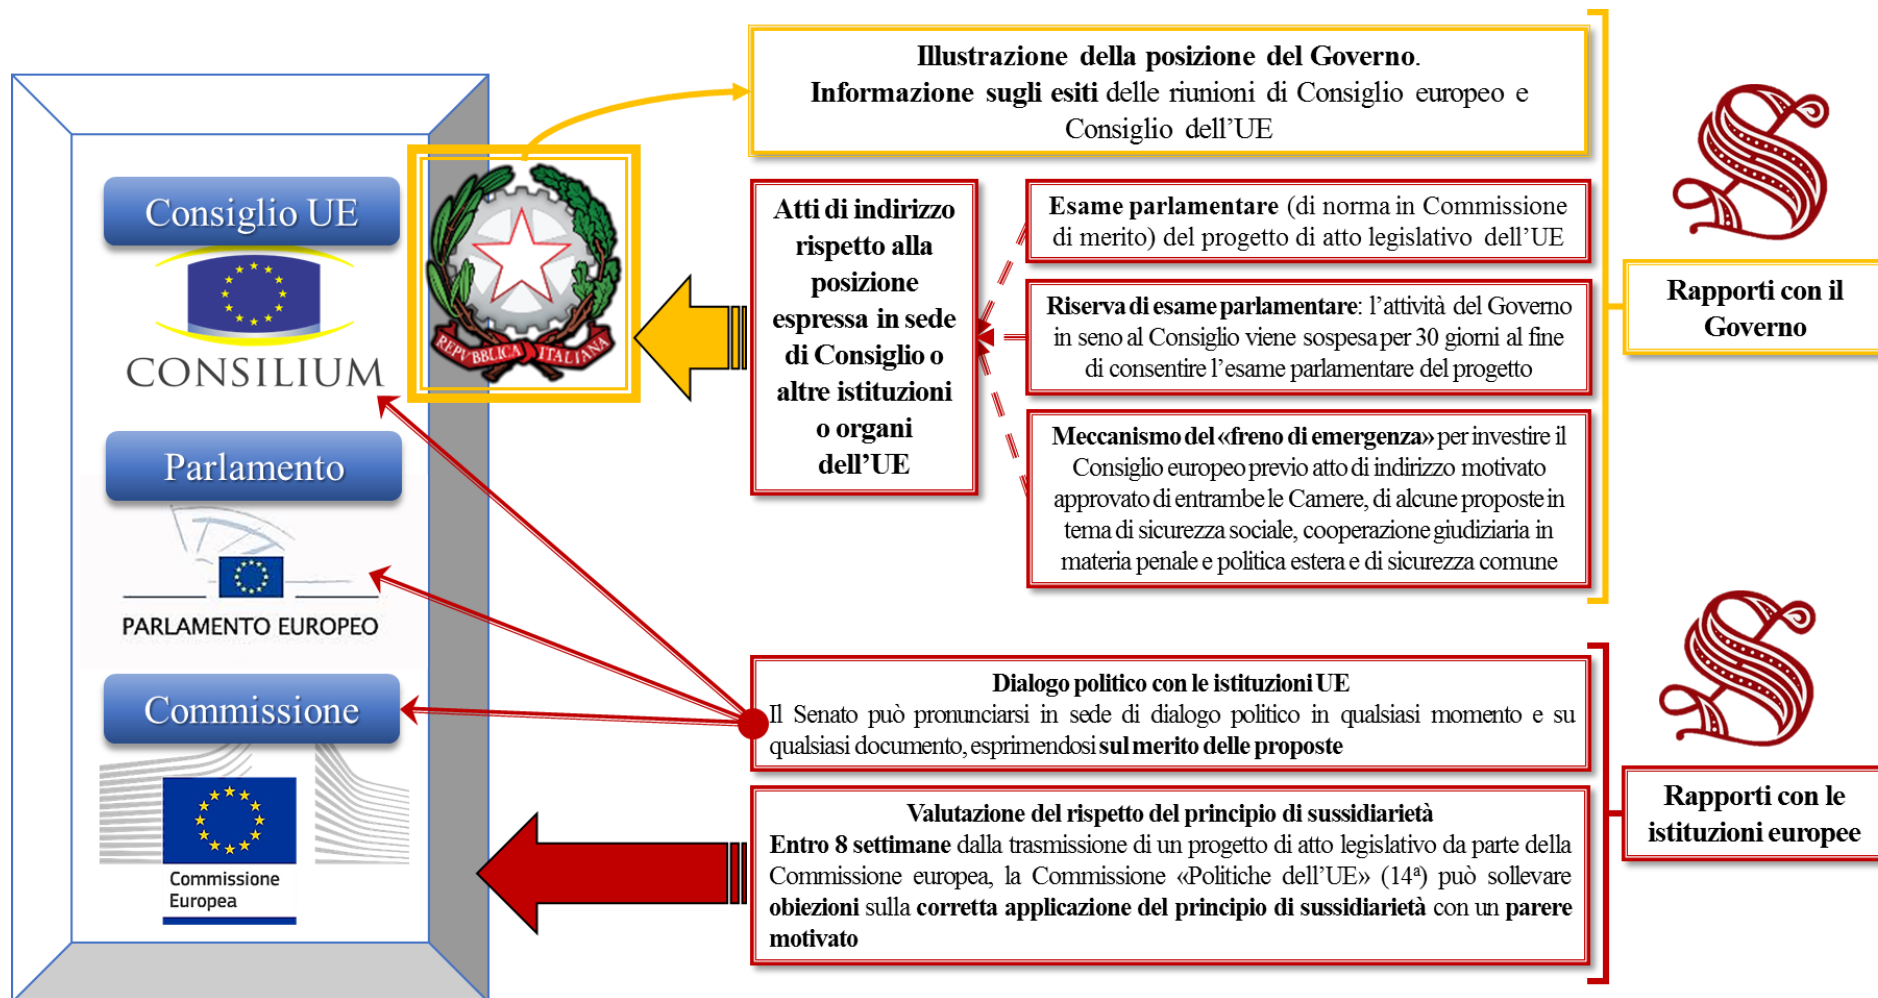 Illustrazione della posizione del Governo.
Informazione sugli esiti delle riunioni di Consiglio europeo e
Consiglio dell'UE
Consiglio UE
CONSILIUM
Parlamento
PARLAMENTO EUROPEO
Commissione
Commissione
Europea
REPVBBLICA ITALIANA
Atti di indirizzo
rispetto alla
posizione
espressa in sede
di Consiglio o
altre istituzioni
o organi
dell'UE
Esame parlamentare (di norma in Commissione
di merito) del progetto di atto legislativo dell'UE
Riserva di esame parlamentare: l'attività del Governo
in seno al Consiglio viene sospesa per 30 giorni al fine
di consentire l'esame parlamentare del progetto
Meccanismo del «freno di emergenza» per investire il
Consiglio europeo previo atto di indirizzo motivato
approvato di entrambe le Camere, di alcune proposte in
tema di sicurezza sociale, cooperazione giudiziaria in
materia penale e politica estera e di sicurezza comune
Rapporti con il
Governo
Dialogo politico con le istituzioni UE
Il Senato può pronunciarsi in sede di dialogo politico in qualsiasi momento e su
qualsiasi documento, esprimendosi sul merito delle proposte
Valutazione del rispetto del principio di sussidiarietà
Entro 8 settimane dalla trasmissione di un progetto di atto legislativo da parte della
Commissione europea, la Commissione «Politiche dell'UE» (14ª) può sollevare
obiezioni sulla corretta applicazione del principio di sussidiarietà con un parere
motivato
Rapporti con le
istituzioni europee